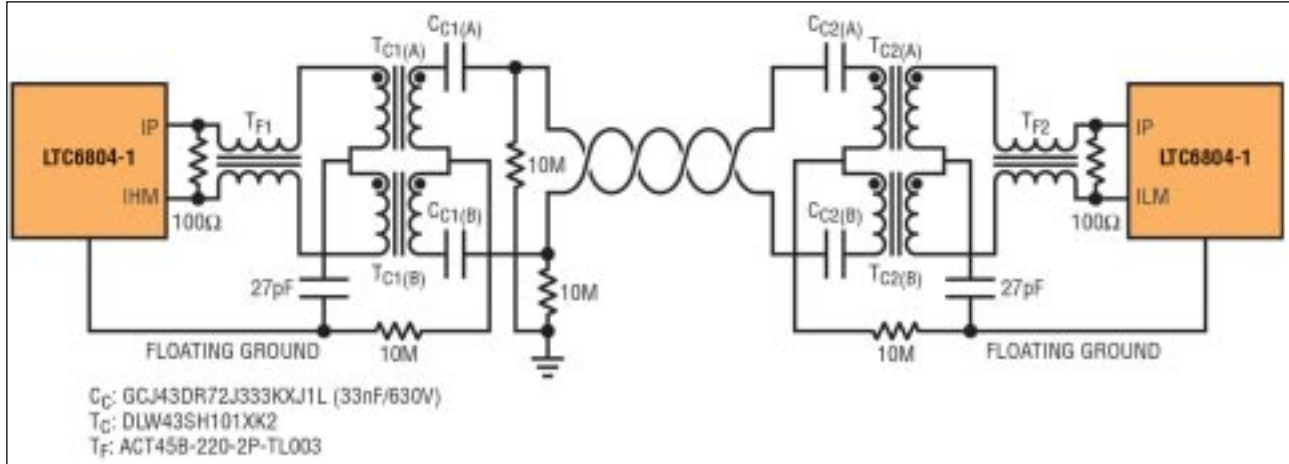 CC1(A)
CC2(A)
TC1(A)
TC2(A)
IP
TF1
TF2
IP
LTC6804-1
10M
LTC6804-1
IHM
CC1(B)
CC2(B)
ILM
100Ω
100Ω
27pF
TC1(B)
10M
TC2(B)
27pF
FLOATING GROUND
10M
10M
FLOATING GROUND
CC: GCJ43DR72J333KXJ1L (33nF/630V)
TC: DLW43SH101XK2
TF: ACT45B-220-2P-TL003